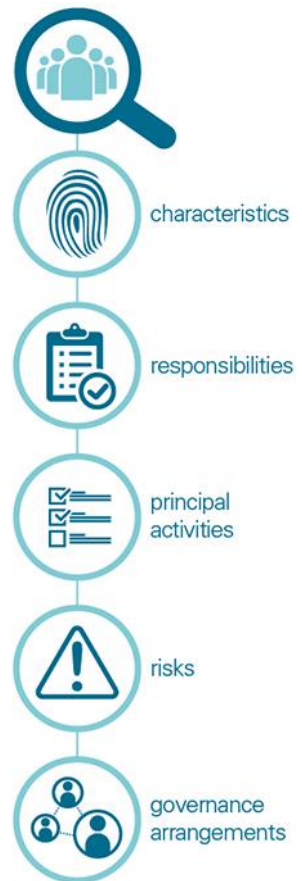 characteristics
responsibilities
principal
activities
risks
governance
arrangements